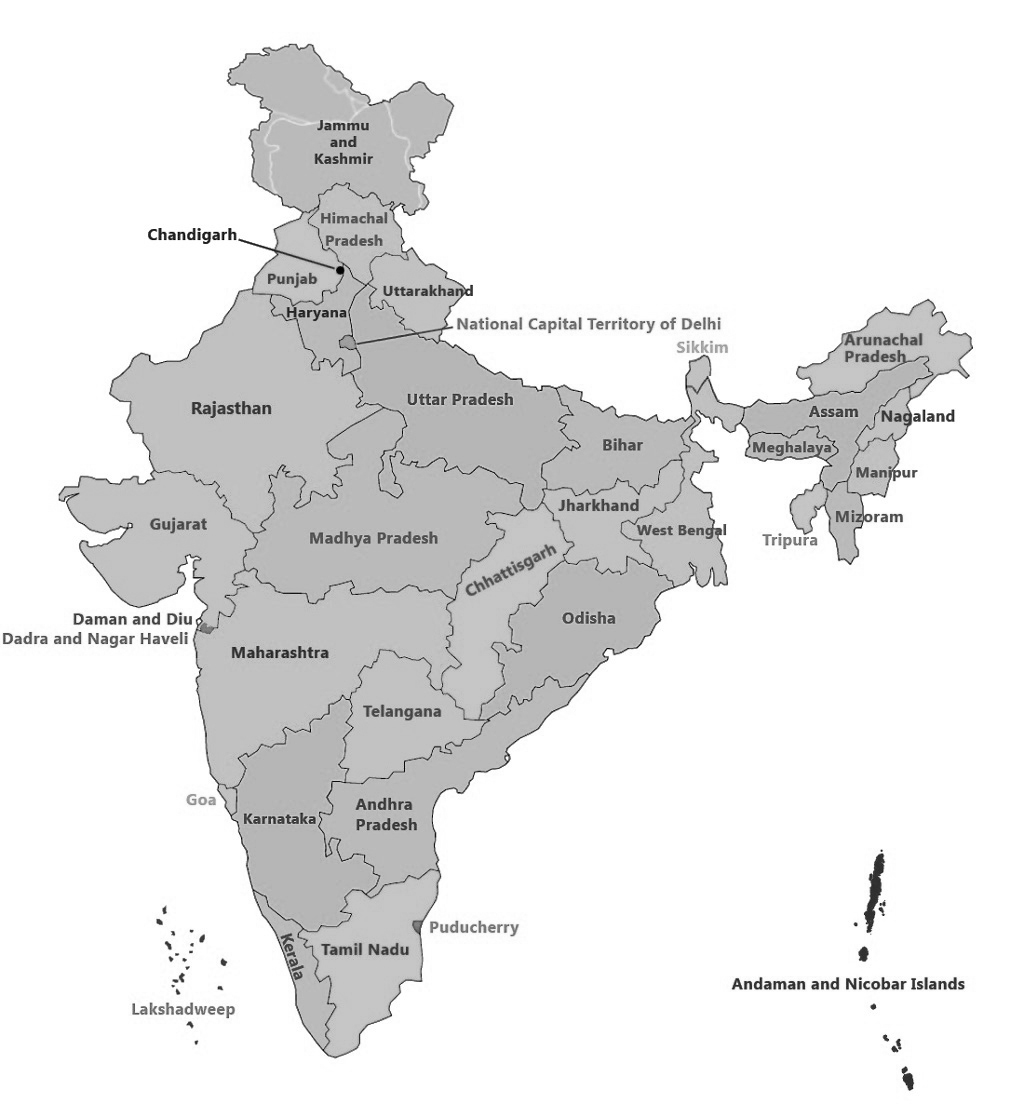 Jammu
and
Kashmir
Himachal
Pradesh
Chandigarh
Punjab
Uttarakhand
Haryana
National Capital Territory of Delhi
Sikkim
Arunachal
Pradesh
Rajasthan
Uttar Pradesh
Assam
Nagaland
Bihar
Meghalaya
Manipur
Gujarat
Madhya Pradesh
Jharkhand
West Bengal
Mizoram
Tripura
Chhattisgarh
Odisha
Daman and Diu
Dadra and Nagar Haveli
Maharashtra
Telangana
Goa
Karnataka
Andhra
Pradesh
Puducherry
Kerala
Tamil Nadu
Andaman and Nicobar Islands
Lakshadweep